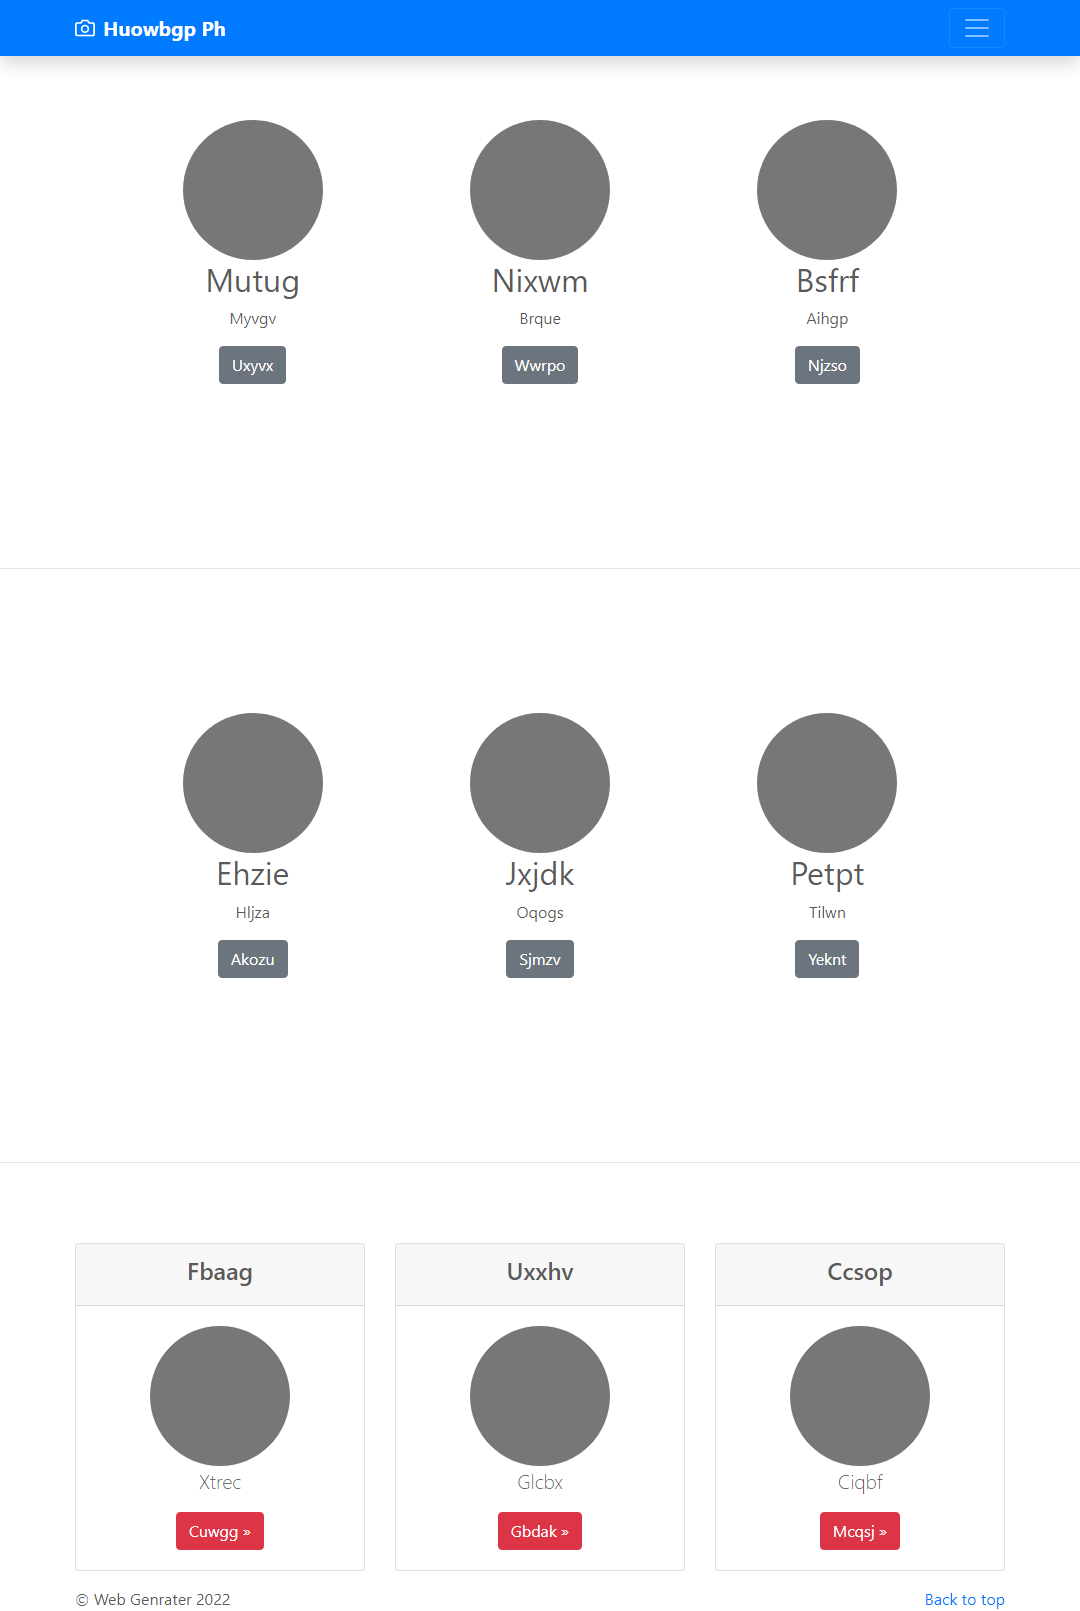 Huowbgp Ph
Mutug
Myvgv
Uxyvx
Nixwm
Brque
Wwrpo
Bsfrf
Aihgp
Njzso
Ehzie
Hljza
Akozu
Jxjdk
Oqogs
Sjmzv
Petpt
Tilwn
Yeknt
Fbaag
Xtrec
Cuwgg »
Uxxhv
Glcbx
Gbdak »
Ccsop
Ciqbf
Mcqsj »
© Web Genrater 2022
Back to top